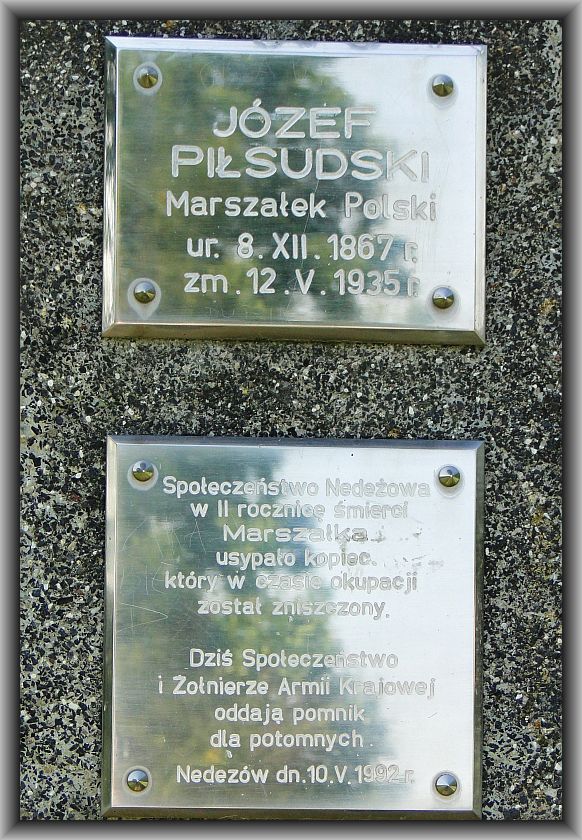 JÓZEF
PIŁSUDSKI
Marszałek Polski
ur. 8. XII. 1867 r.
zm. 12. V. 1935 r.
Społeczeństwo Nedeżowa
w II rocznicę śmierci
Marszałka
usypało kopiec.
który w czasie okupacji
został zniszczony.
Dziś Społeczeństwo
i Żołnierze Armii Krajowej
oddają pomnik
dla potomnych.
Nedezów dn. 10. V. 1992 r.